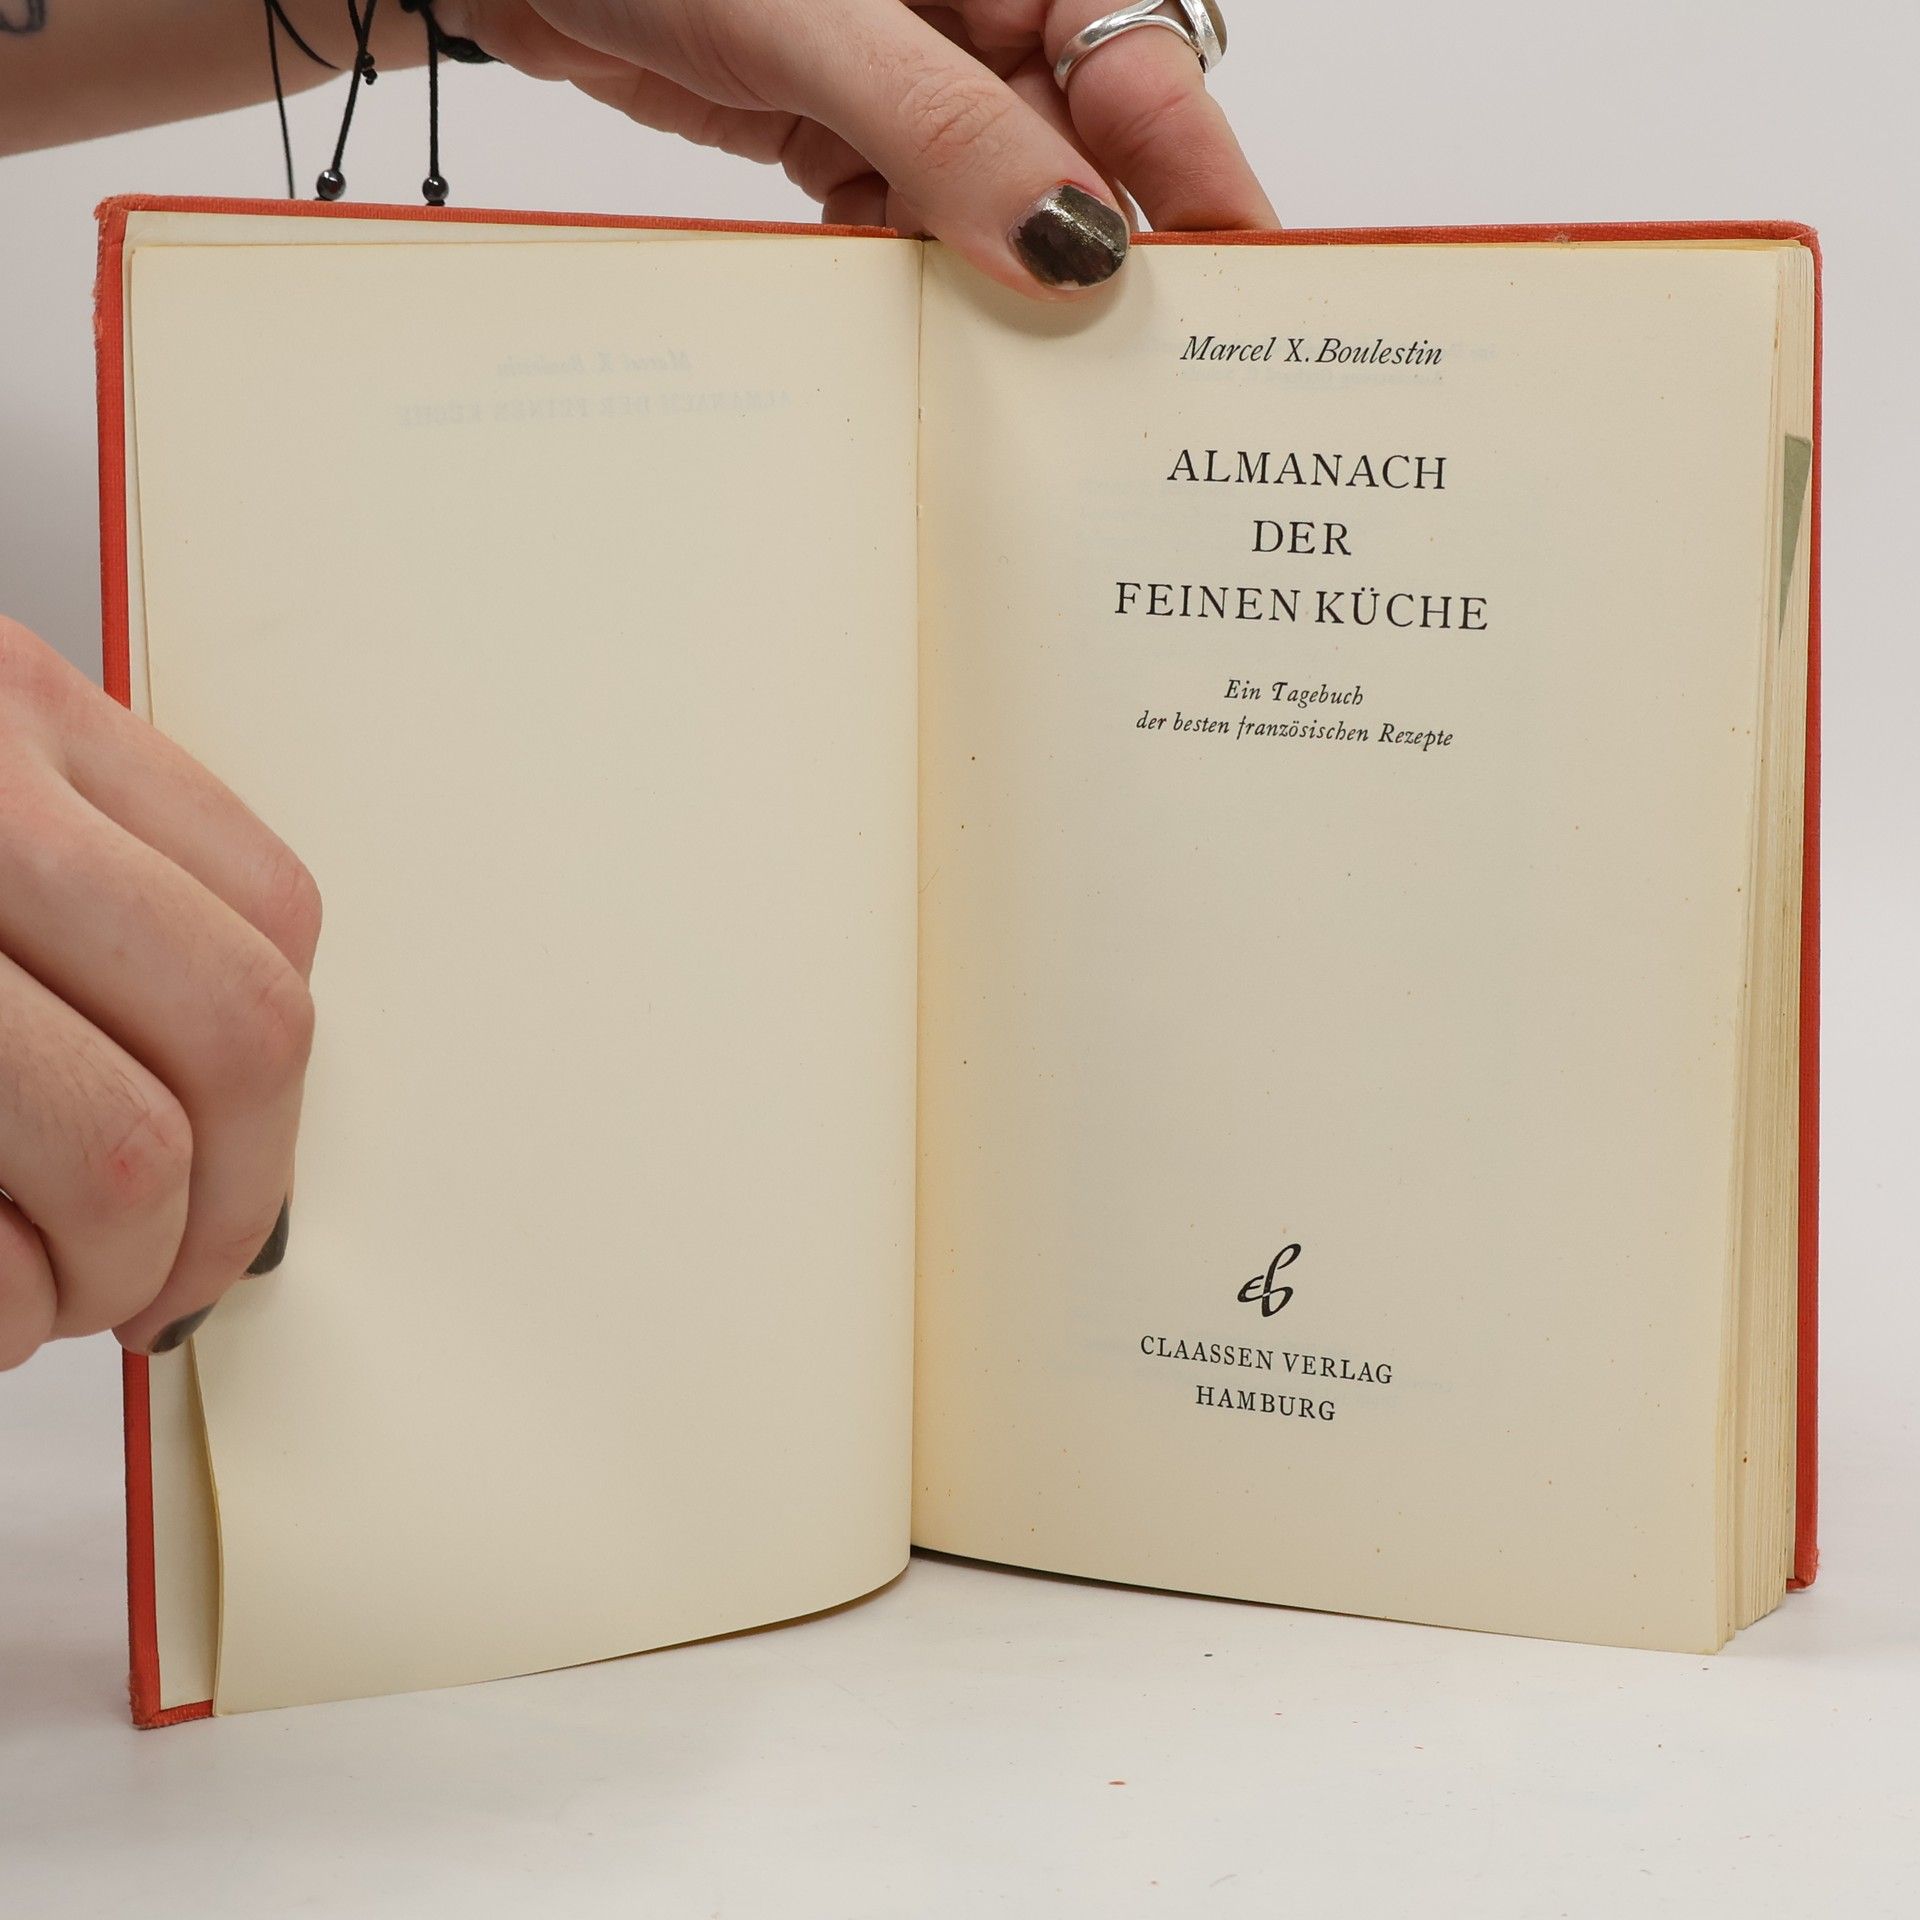 Marcel X. Boulestin
ALMANACH
DER
FEINEN KÜCHE
Ein Tagebuch
der besten französischen Rezepte
CLAASSEN VERLAG
HAMBURG